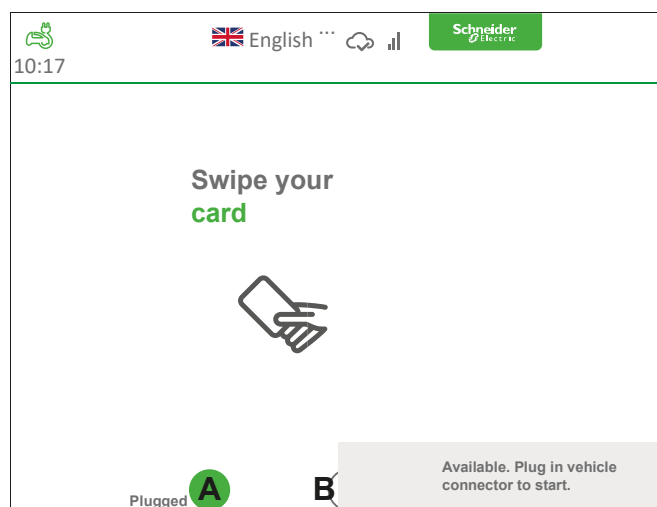 English ...
Schneider
Electric
10:17
Swipe your
card
Available. Plug in vehicle
connector to start.
Plugged A B